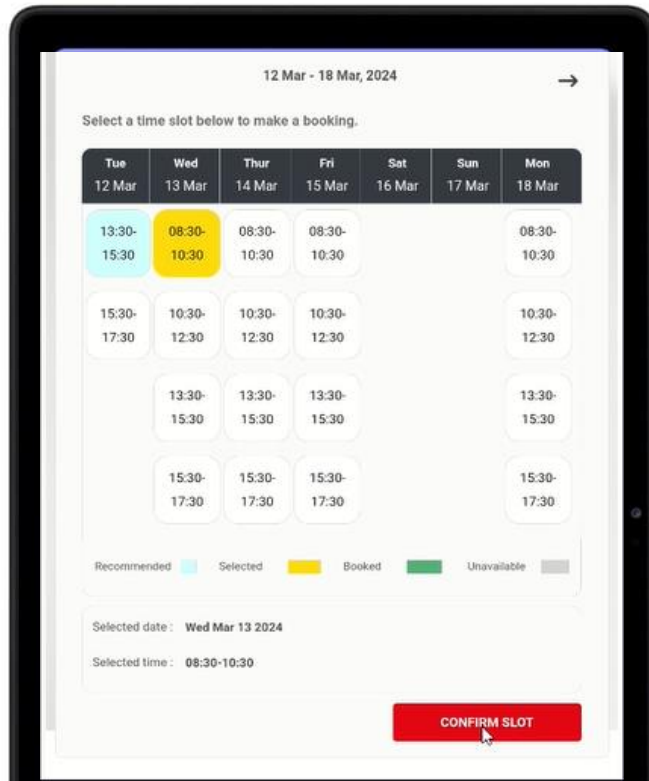 12 Mar - 18 Mar, 2024 →
Select a time slot below to make a booking.
Tue Wed Thur Fri Sat Sun Mon
12 Mar 13 Mar 14 Mar 15 Mar 16 Mar 17 Mar 18 Mar
13:30- 08:30- 08:30- 08:30- 08:30-
15:30 10:30 10:30 10:30 10:30
15:30- 10:30- 10:30- 10:30- 10:30-
17:30 12:30 12:30 12:30 12:30
13:30- 13:30- 13:30- 13:30-
15:30 15:30 15:30 15:30
15:30- 15:30- 15:30- 15:30-
17:30 17:30 17:30 17:30
Recommended Selected Booked Unavailable
Selected date : Wed Mar 13 2024
Selected time : 08:30-10:30
CONFIRM SLOT